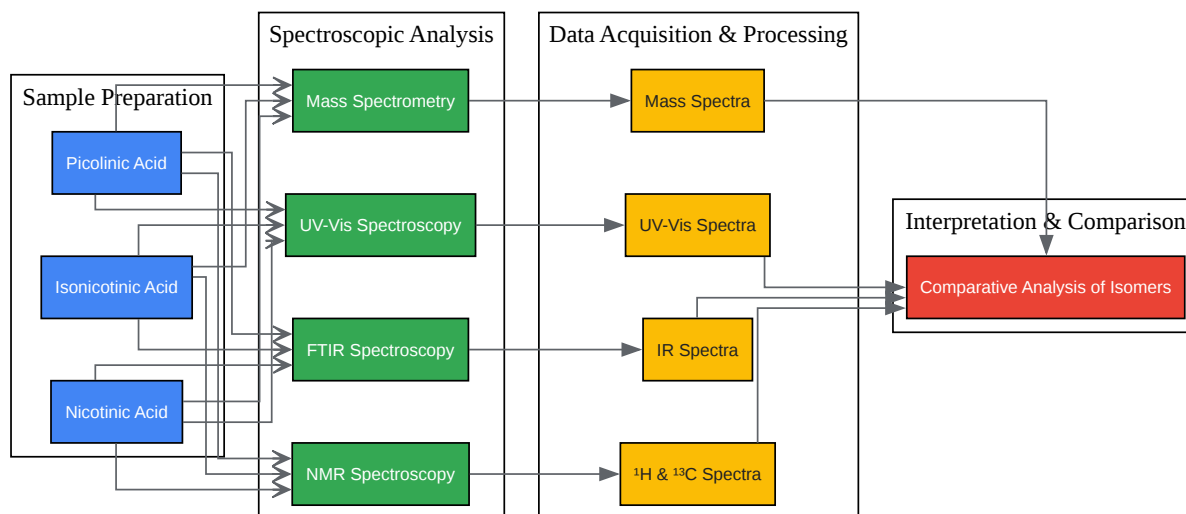 Sample Preparation
Picolinic Acid
Isonicotinic Acid
Nicotinic Acid
Spectroscopic Analysis
Mass Spectrometry
UV-Vis Spectroscopy
FTIR Spectroscopy
NMR Spectroscopy
Data Acquisition & Processing
Mass Spectra
UV-Vis Spectra
IR Spectra
¹H & ¹³C Spectra
Interpretation & Comparison
Comparative Analysis of Isomers